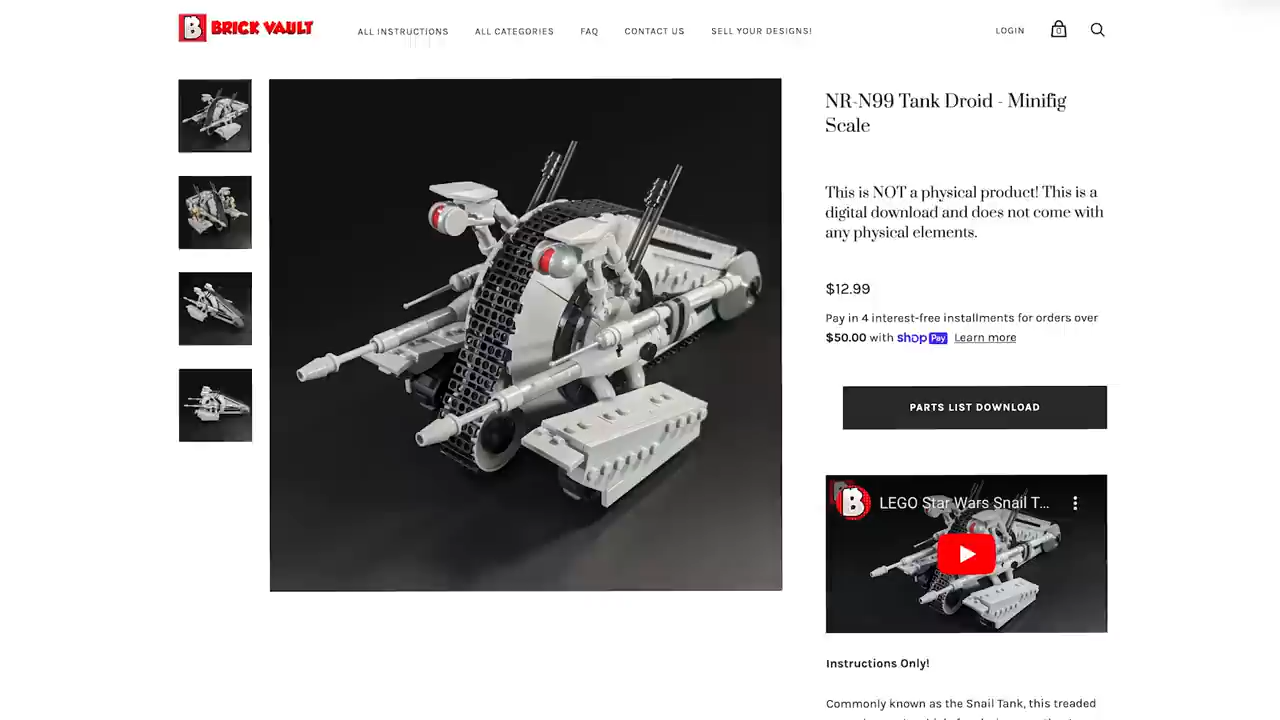 B BRICK VAULT
ALL INSTRUCTIONS ALL CATEGORIES FAQ CONTACT US SELL YOUR DESIGNS!
LOGIN 0
NR-N99 Tank Droid - Minifig
Scale
This is NOT a physical product! This is a
digital download and does not come with
any physical elements.
$12.99
Pay in 4 interest-free installments for orders over
$50.00 with shop Pay Learn more
PARTS LIST DOWNLOAD
B LEGO Star Wars Snail T...
Instructions Only!
Commonly known as the Snail Tank, this treaded